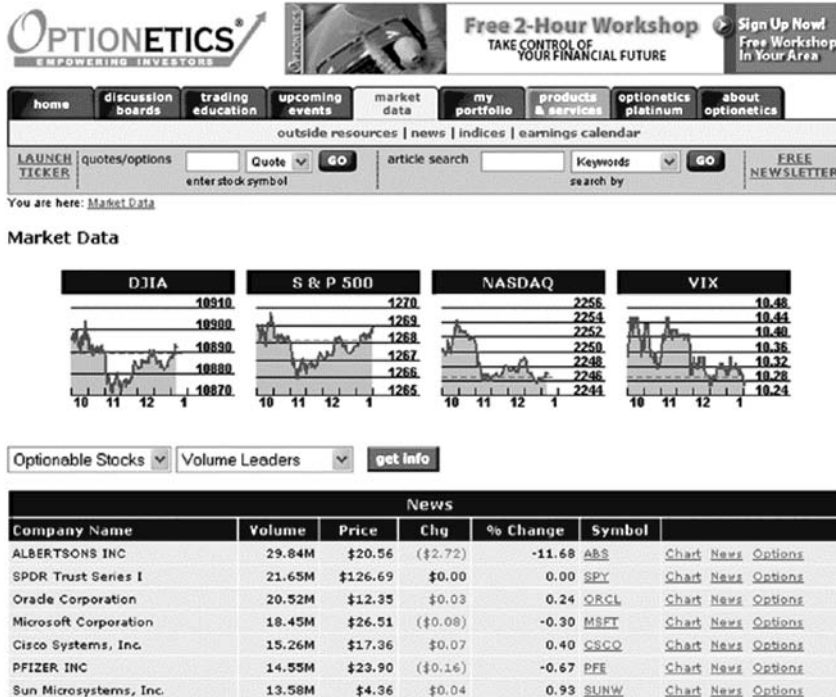 OPTIONETICS®
EMPOWERING INVESTORS
OPTIONETICS
Free 2-Hour Workshop
TAKE CONTROL OF
YOUR FINANCIAL FUTURE
Sign Up Now!
Free Workshop
In Your Area
home
discussion boards
trading education
upcoming events
market data
my portfolio
products & services
optionetics platinum
about optionetics
outside resources | news | indices | earnings calendar
LAUNCH TICKER
quotes/options
Quote
GO
enter stock symbol
article search
Keywords
GO
search by
FREE NEWSLETTER
You are here: Market Data
Market Data
DJIA
10910
10900
10890
10880
10870
10 11 12 1
S & P 500
1270
1269
1268
1267
1266
1265
10 11 12 1
NASDAQ
2256
2254
2252
2250
2248
2246
2244
10 11 12 1
VIX
10.48
10.44
10.40
10.36
10.32
10.28
10.24
10 11 12 1
Optionable Stocks
Volume Leaders
get info
News
Company Name Volume Price Chg % Change Symbol
ALBERTSONS INC 29.84M $20.56 ($2.72) -11.68 ABS Chart News Options
SPDR Trust Series I 21.65M $126.69 $0.00 0.00 SPY Chart News Options
Oracle Corporation 20.52M $12.35 $0.03 0.24 ORCL Chart News Options
Microsoft Corporation 18.45M $26.51 ($0.08) -0.30 MSFT Chart News Options
Cisco Systems, Inc. 15.26M $17.36 $0.07 0.40 CSCO Chart News Options
PFIZER INC 14.55M $23.90 ($0.16) -0.67 PFE Chart News Options
Sun Microsystems, Inc. 13.58M $4.36 $0.04 0.93 SUNW Chart News Options